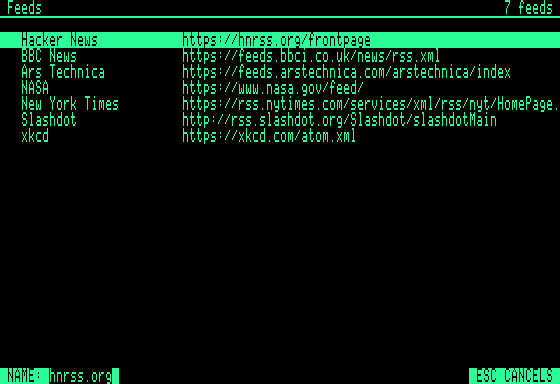 Feeds 7 feeds
Hacker News https://hnrss.org/frontpage
BBC News https://feeds.bbci.co.uk/news/rss.xml
Ars Technica https://feeds.arstechnica.com/arstechnica/index
NASA https://www.nasa.gov/feed/
New York Times https://rss.nytimes.com/services/xml/rss/nyt/HomePage.
Slashdot http://rss.slashdot.org/Slashdot/slashdotMain
xkcd https://xkcd.com/atom.xml
NAME: hnrss.org ESC CANCELS